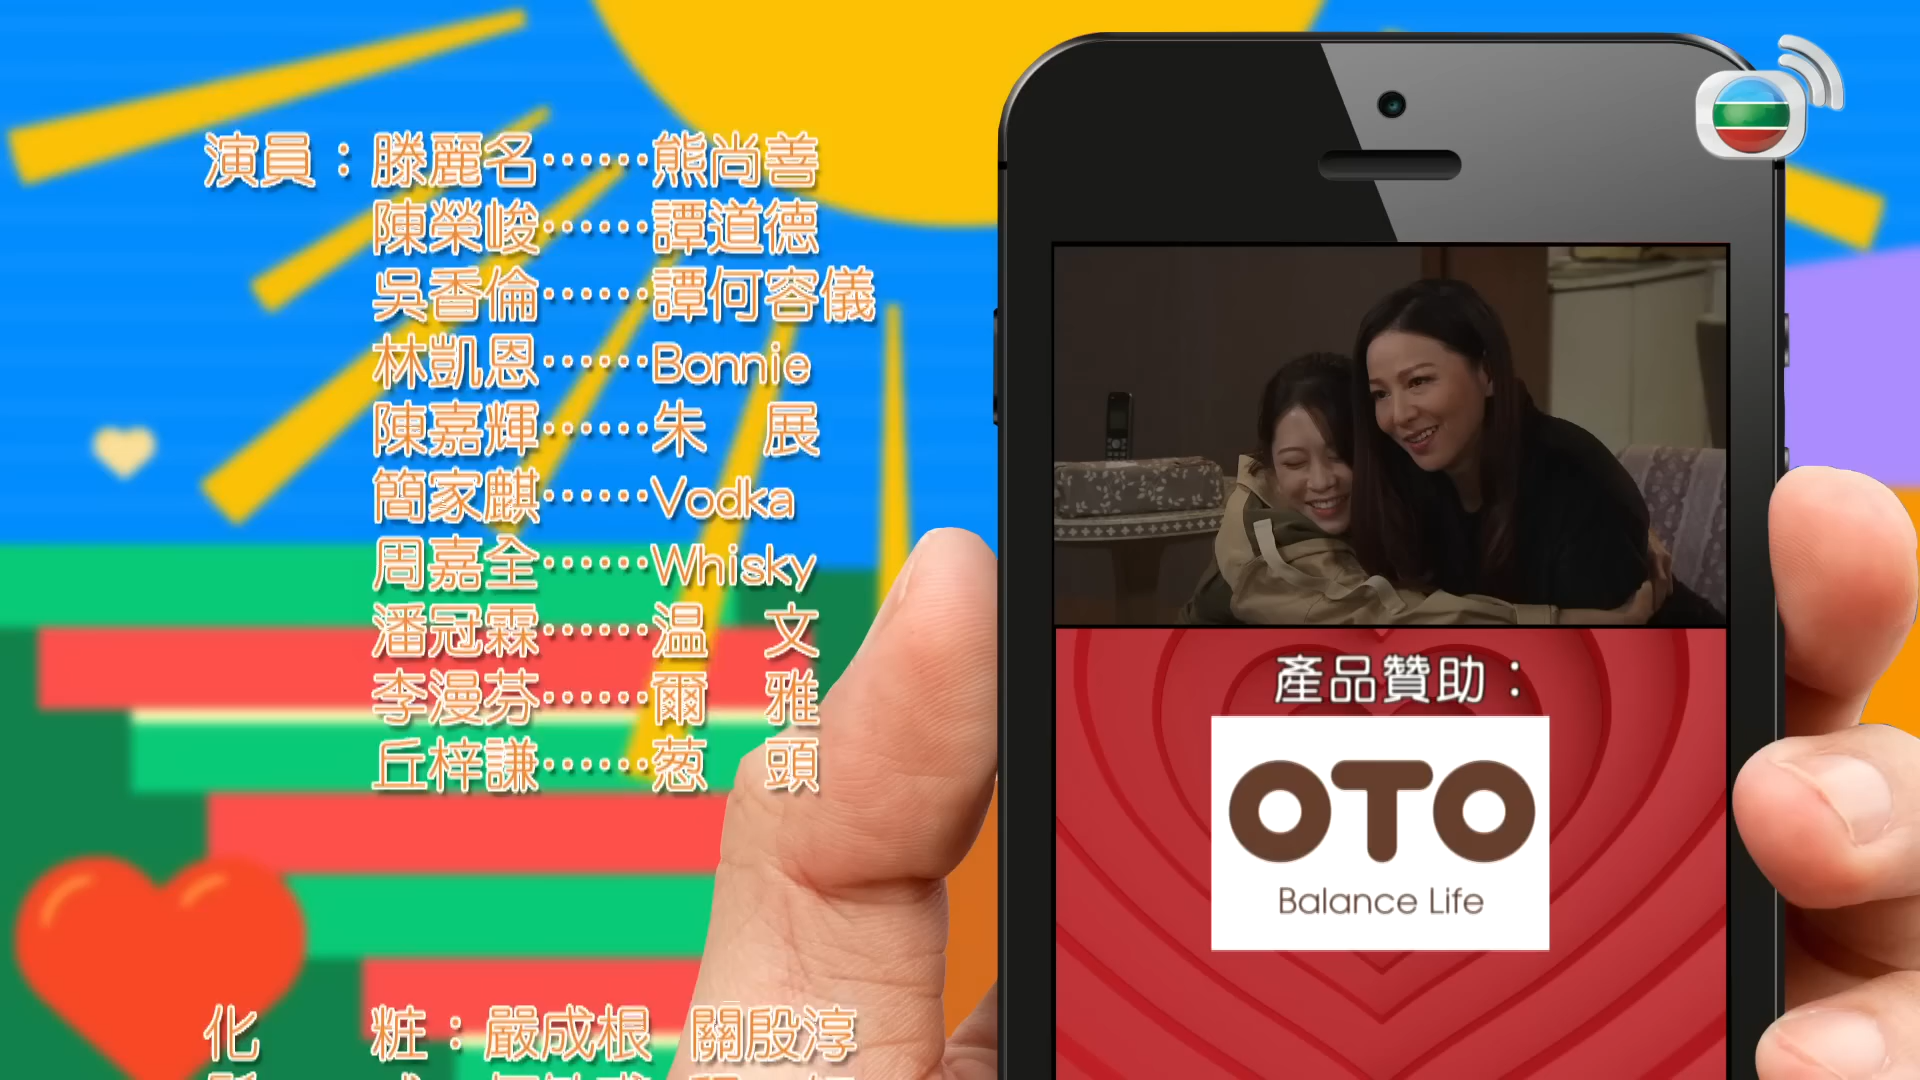 演員：滕麗名⋯⋯熊尚善
陳榮峻⋯⋯譚道德
吳香倫⋯⋯譚何容儀
林凱恩⋯⋯Bonnie
陳嘉輝⋯⋯朱　展
簡家麒⋯⋯Vodka
周嘉全⋯⋯Whisky
潘冠霖⋯⋯温　文
李漫芬⋯⋯爾　雅
丘梓謙⋯⋯葱　頭
化　　粧：嚴成根 關殷淳
產品贊助：
OTO
Balance Life